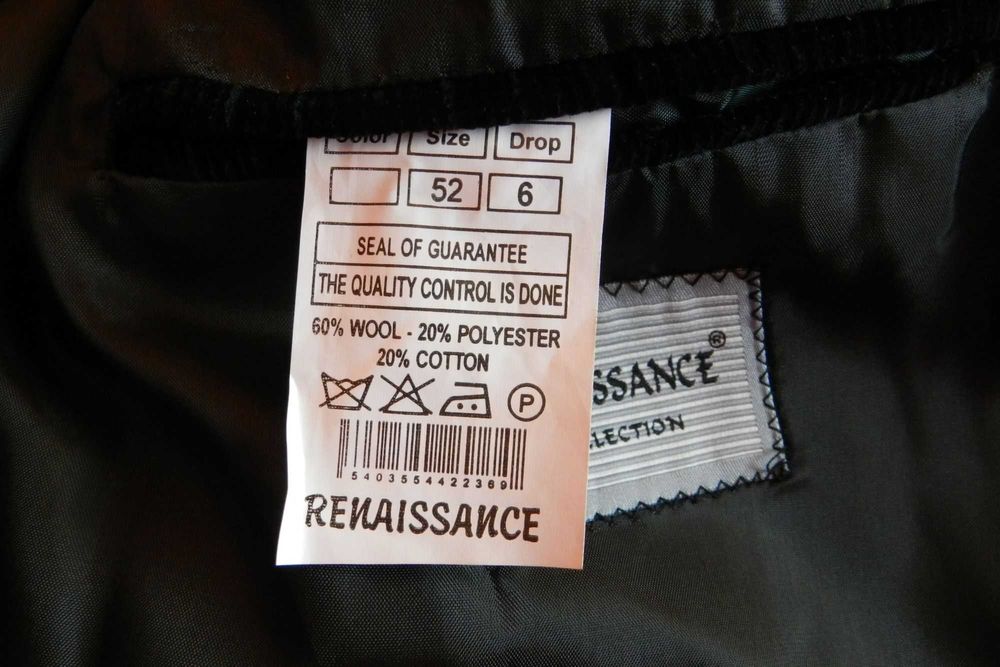 Color Size Drop
52 6
SEAL OF GUARANTEE
THE QUALITY CONTROL IS DONE
60% WOOL - 20% POLYESTER
20% COTTON
P
5403554422369
RENAISSANCE
SSANCE®
LECTION